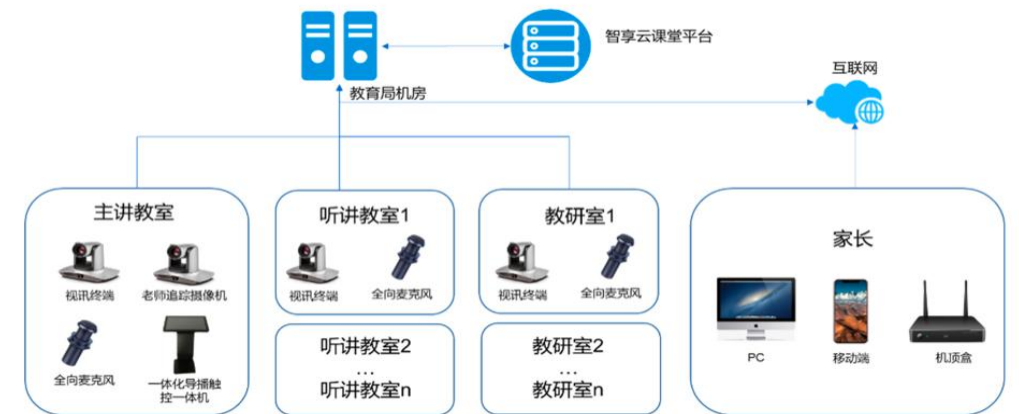 智享云课堂平台
教育局机房
互联网
主讲教室
视讯终端
老师追踪摄像机
全向麦克风
一体化导播触
控一体机
听讲教室1
视讯终端
全向麦克风
听讲教室2
...
听讲教室n
教研室1
视讯终端
全向麦克风
教研室2
...
教研室n
家长
PC
移动端
机顶盒